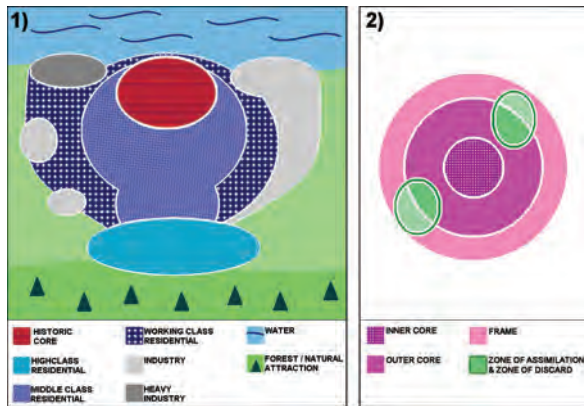 1)
2)
HISTORIC
CORE
WORKING CLASS
RESIDENTIAL
WATER
HIGHCLASS
RESIDENTIAL
INDUSTRY
FOREST / NATURAL
ATTRACTION
MIDDLE CLASS
RESIDENTIAL
HEAVY
INDUSTRY
INNER CORE
FRAME
OUTER CORE
ZONE OF ASSIMILATION
& ZONE OF DISCARD